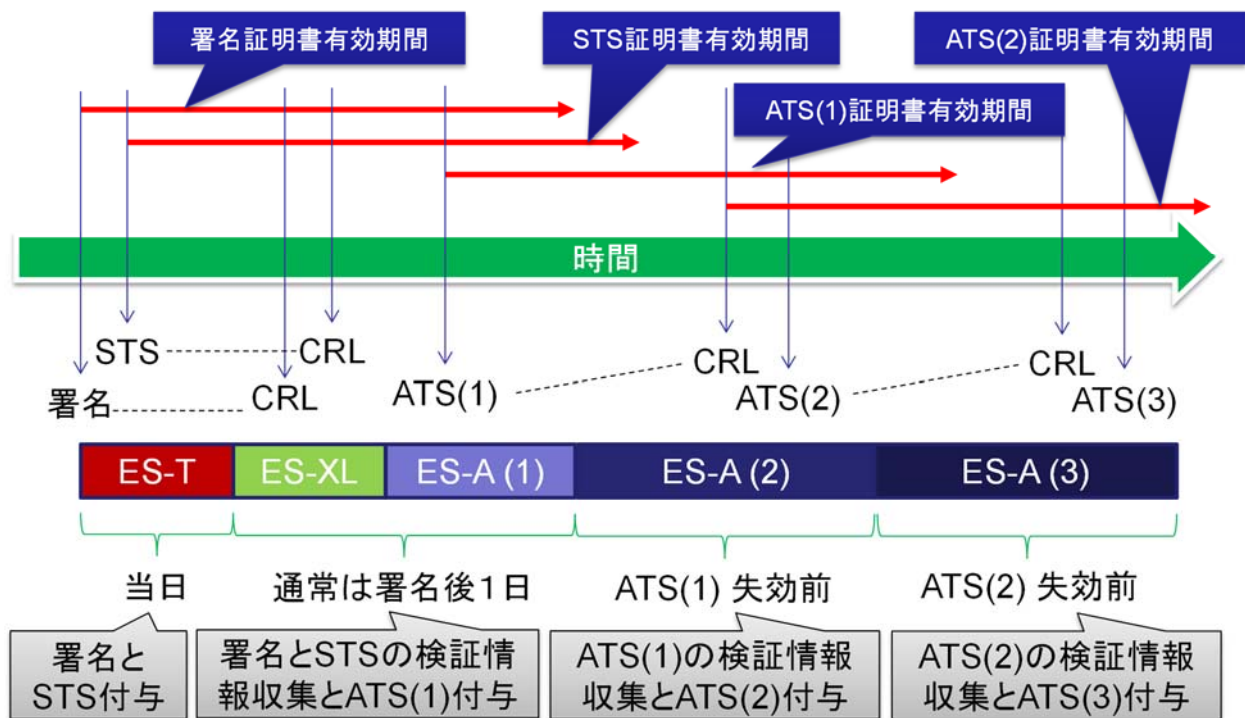 署名証明書有効期間
STS証明書有効期間
ATS(2)証明書有効期間
ATS(1)証明書有効期間
時間
STS
CRL
署名
CRL
ATS(1)
CRL
ATS(2)
CRL
ATS(3)
ES-T
ES-XL
ES-A (1)
ES-A (2)
ES-A (3)
当日
通常は署名後１日
ATS(1) 失効前
ATS(2) 失効前
署名と
STS付与
署名とSTSの検証情
報収集とATS(1)付与
ATS(1)の検証情報
収集とATS(2)付与
ATS(2)の検証情報
収集とATS(3)付与